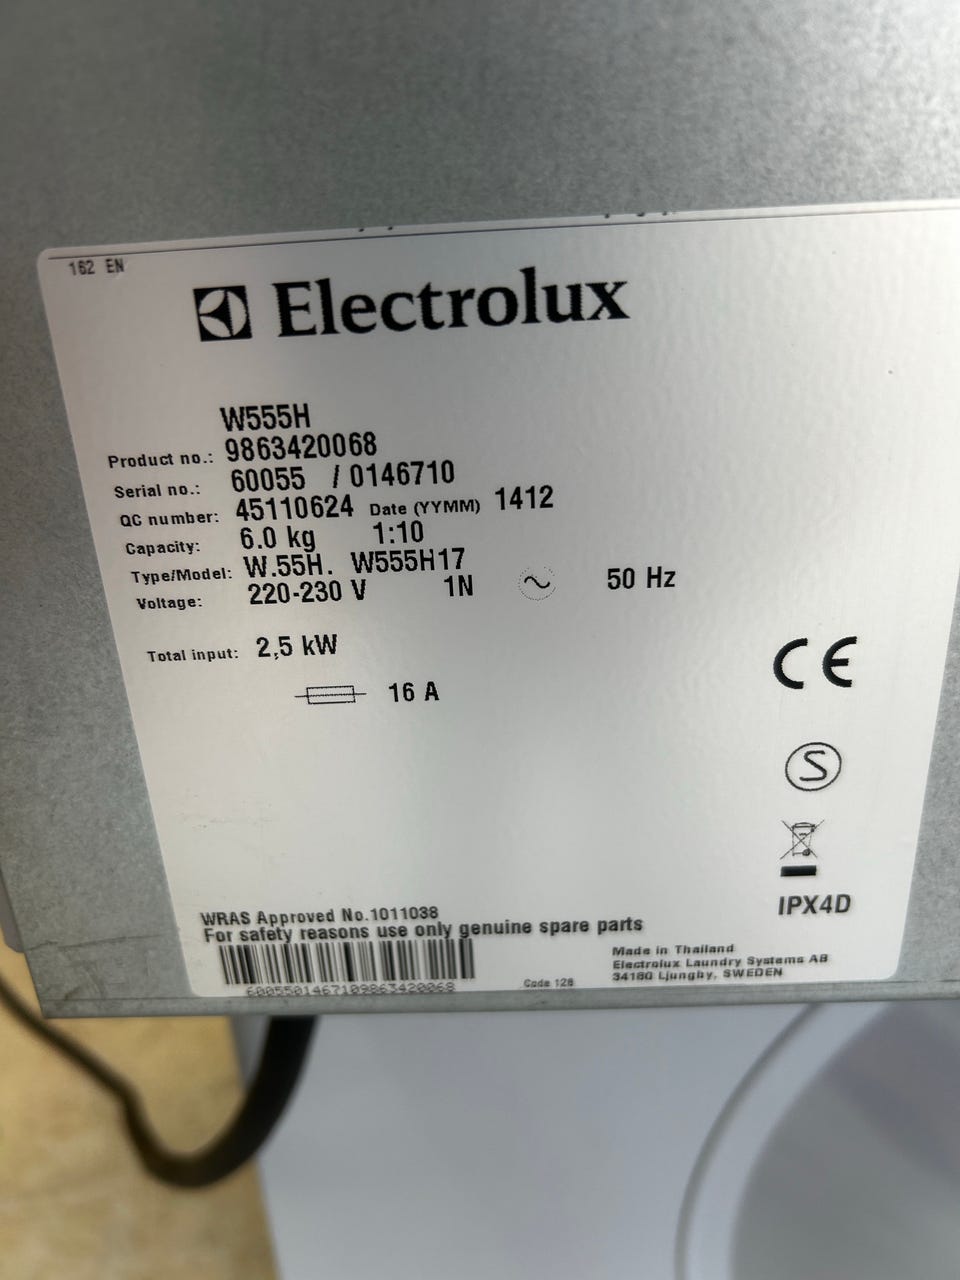 162 EN
Electrolux
W555H
Product no.: 9863420068
Serial no.: 60055 / 0146710
QC number: 45110624 Date (YYMM) 1412
Capacity: 6.0 kg 1:10
Type/Model: W.55H. W555H17
Voltage: 220-230 V 1N 50 Hz
Total input: 2,5 kW
16 A
CE
S
IPX4D
WRAS Approved No.1011038
For safety reasons use only genuine spare parts
Made in Thailand
Electrolux Laundry Systems AB
34180 Ljungby, SWEDEN
Code 128
6005501467109863420068